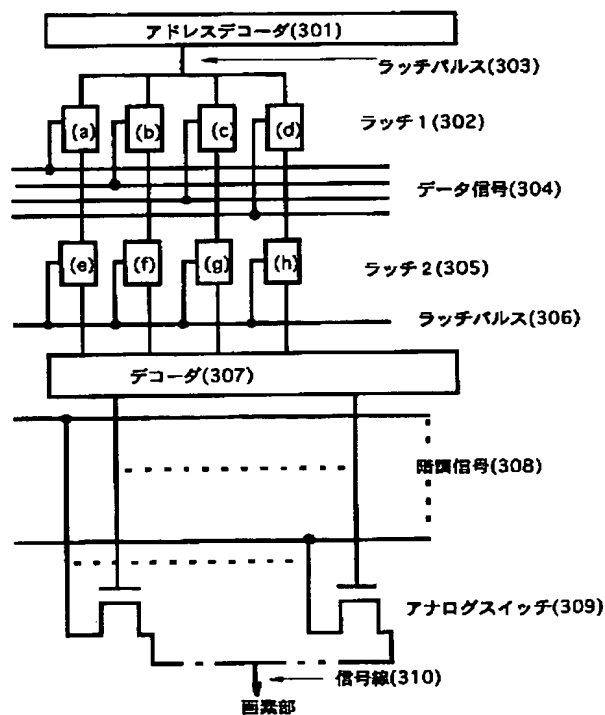 アドレスデコーダ(301)
ラッチパルス(303)
(a) (b) (c) (d) ラッチ1(302)
データ信号(304)
(e) (f) (g) (h) ラッチ2(305)
ラッチパルス(306)
デコーダ(307)
階調信号(308)
アナログスイッチ(309)
信号線(310)
画素部